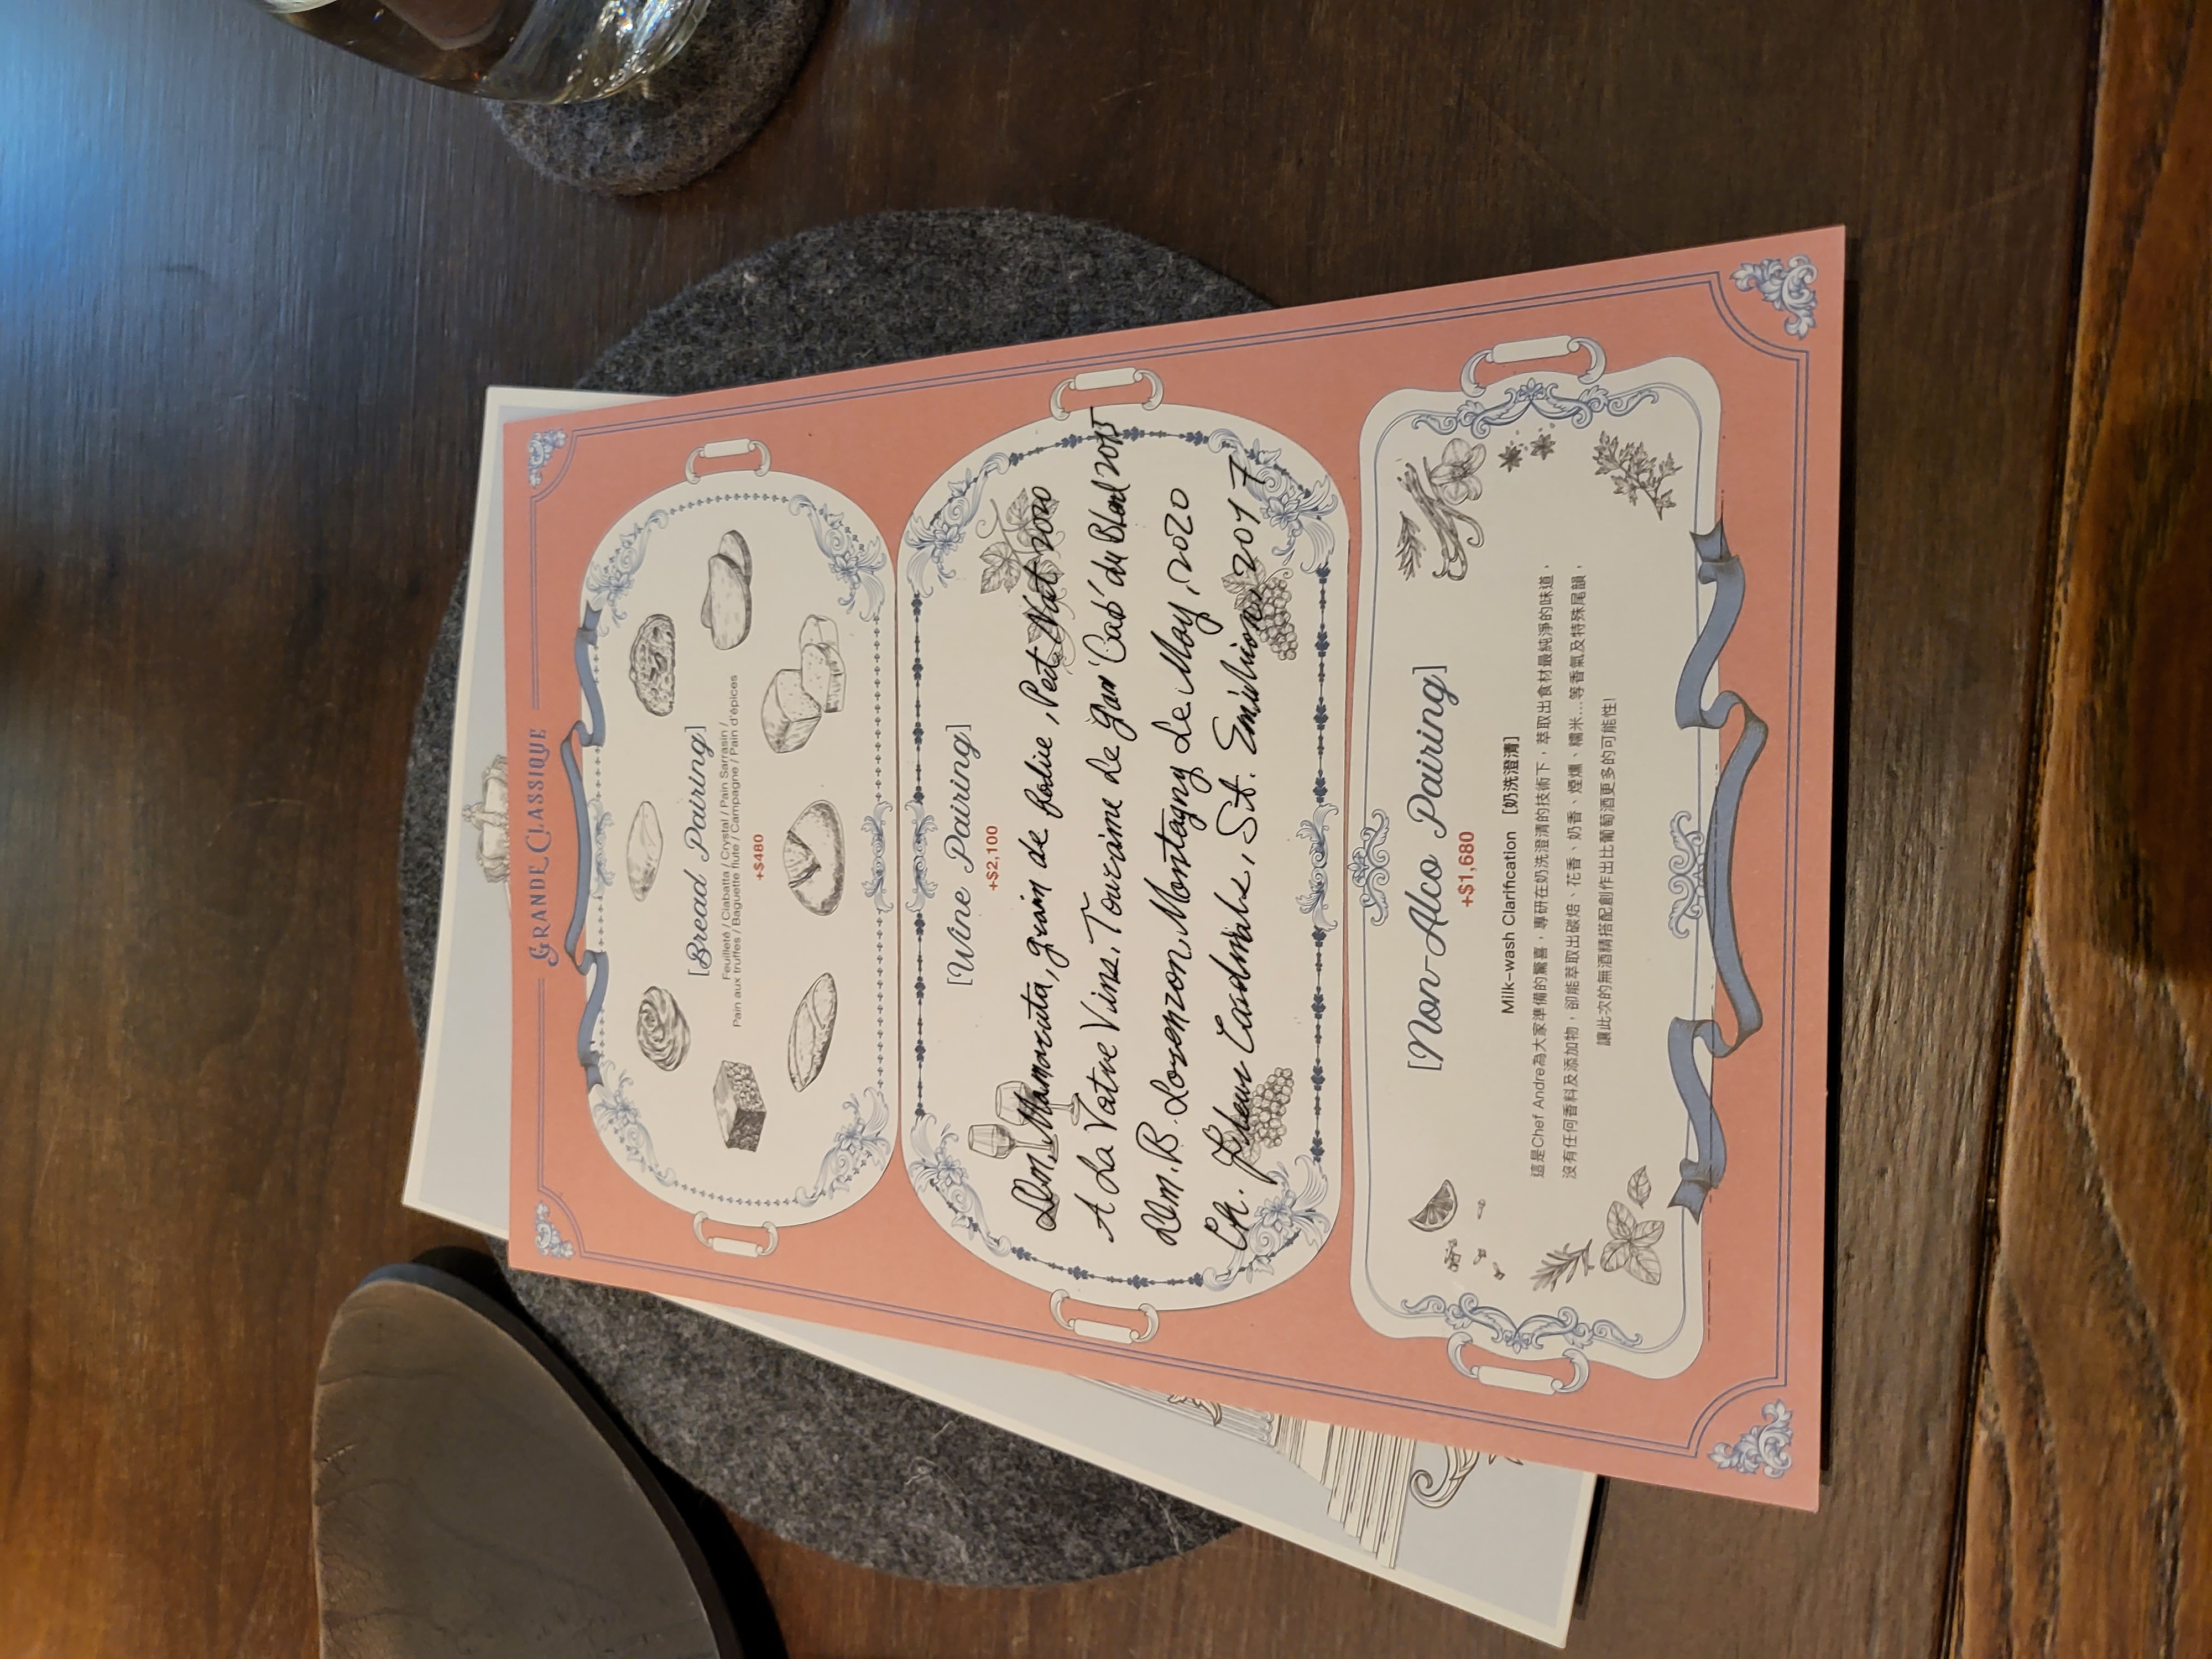 GRANDE CLASSIQUE
[Bread Pairing]
Feuilleté / Ciabatta / Crystal / Pain Sarrasin /
Pain aux truffes / Baguette flute / Campagne / Pain d'épices
+$480
[Wine Pairing]
+$2,100
Dm. Mamaruta, grain de folie, Pet Nat 2020
A La Votre Vins. Touraine Le 'Cab' du 2015
Dm. B. Lorenzon, Montagny Le May, 2020
Ch. Fleur Cardinale, St. Emilion, 2017
[Non-Alco Pairing]
+$1,680
Milk-wash Clarification [奶洗澄清]
這是Chef Andre為大家準備的驚喜，專研在奶洗澄清的技術下，萃取出食材最純淨的味道，
沒有任何香料及添加物，卻能萃取出碳焙、花香、奶香、煙燻、糯米...等香氣及特殊尾韻，
讓此次的無酒精搭配創作出比葡萄酒更多的可能性!